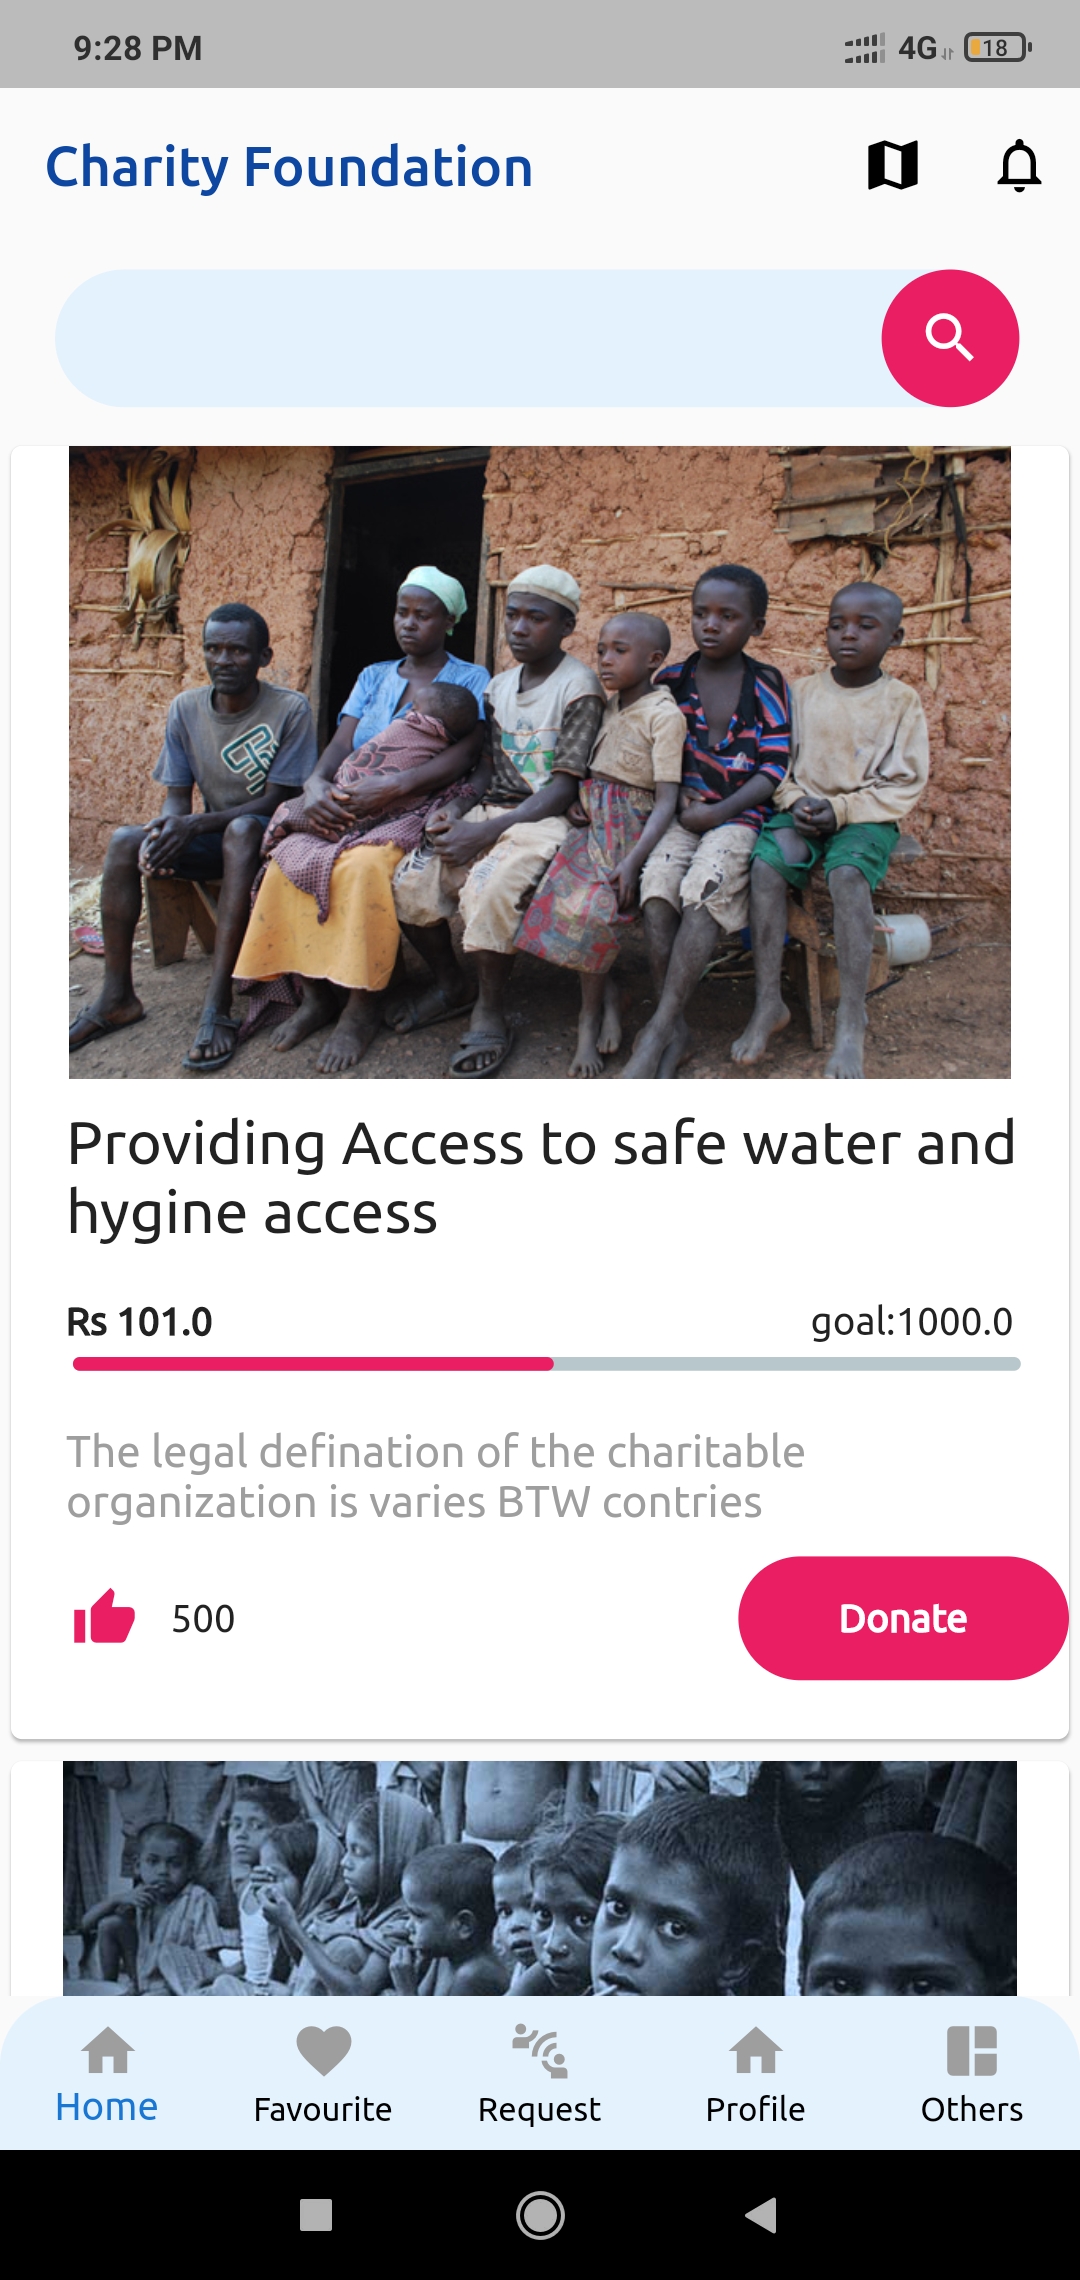 9:28 PM 4G 18
Charity Foundation
Providing Access to safe water and
hygine access
Rs 101.0 goal:1000.0
The legal defination of the charitable
organization is varies BTW contries
500 Donate
Home Favourite Request Profile Others